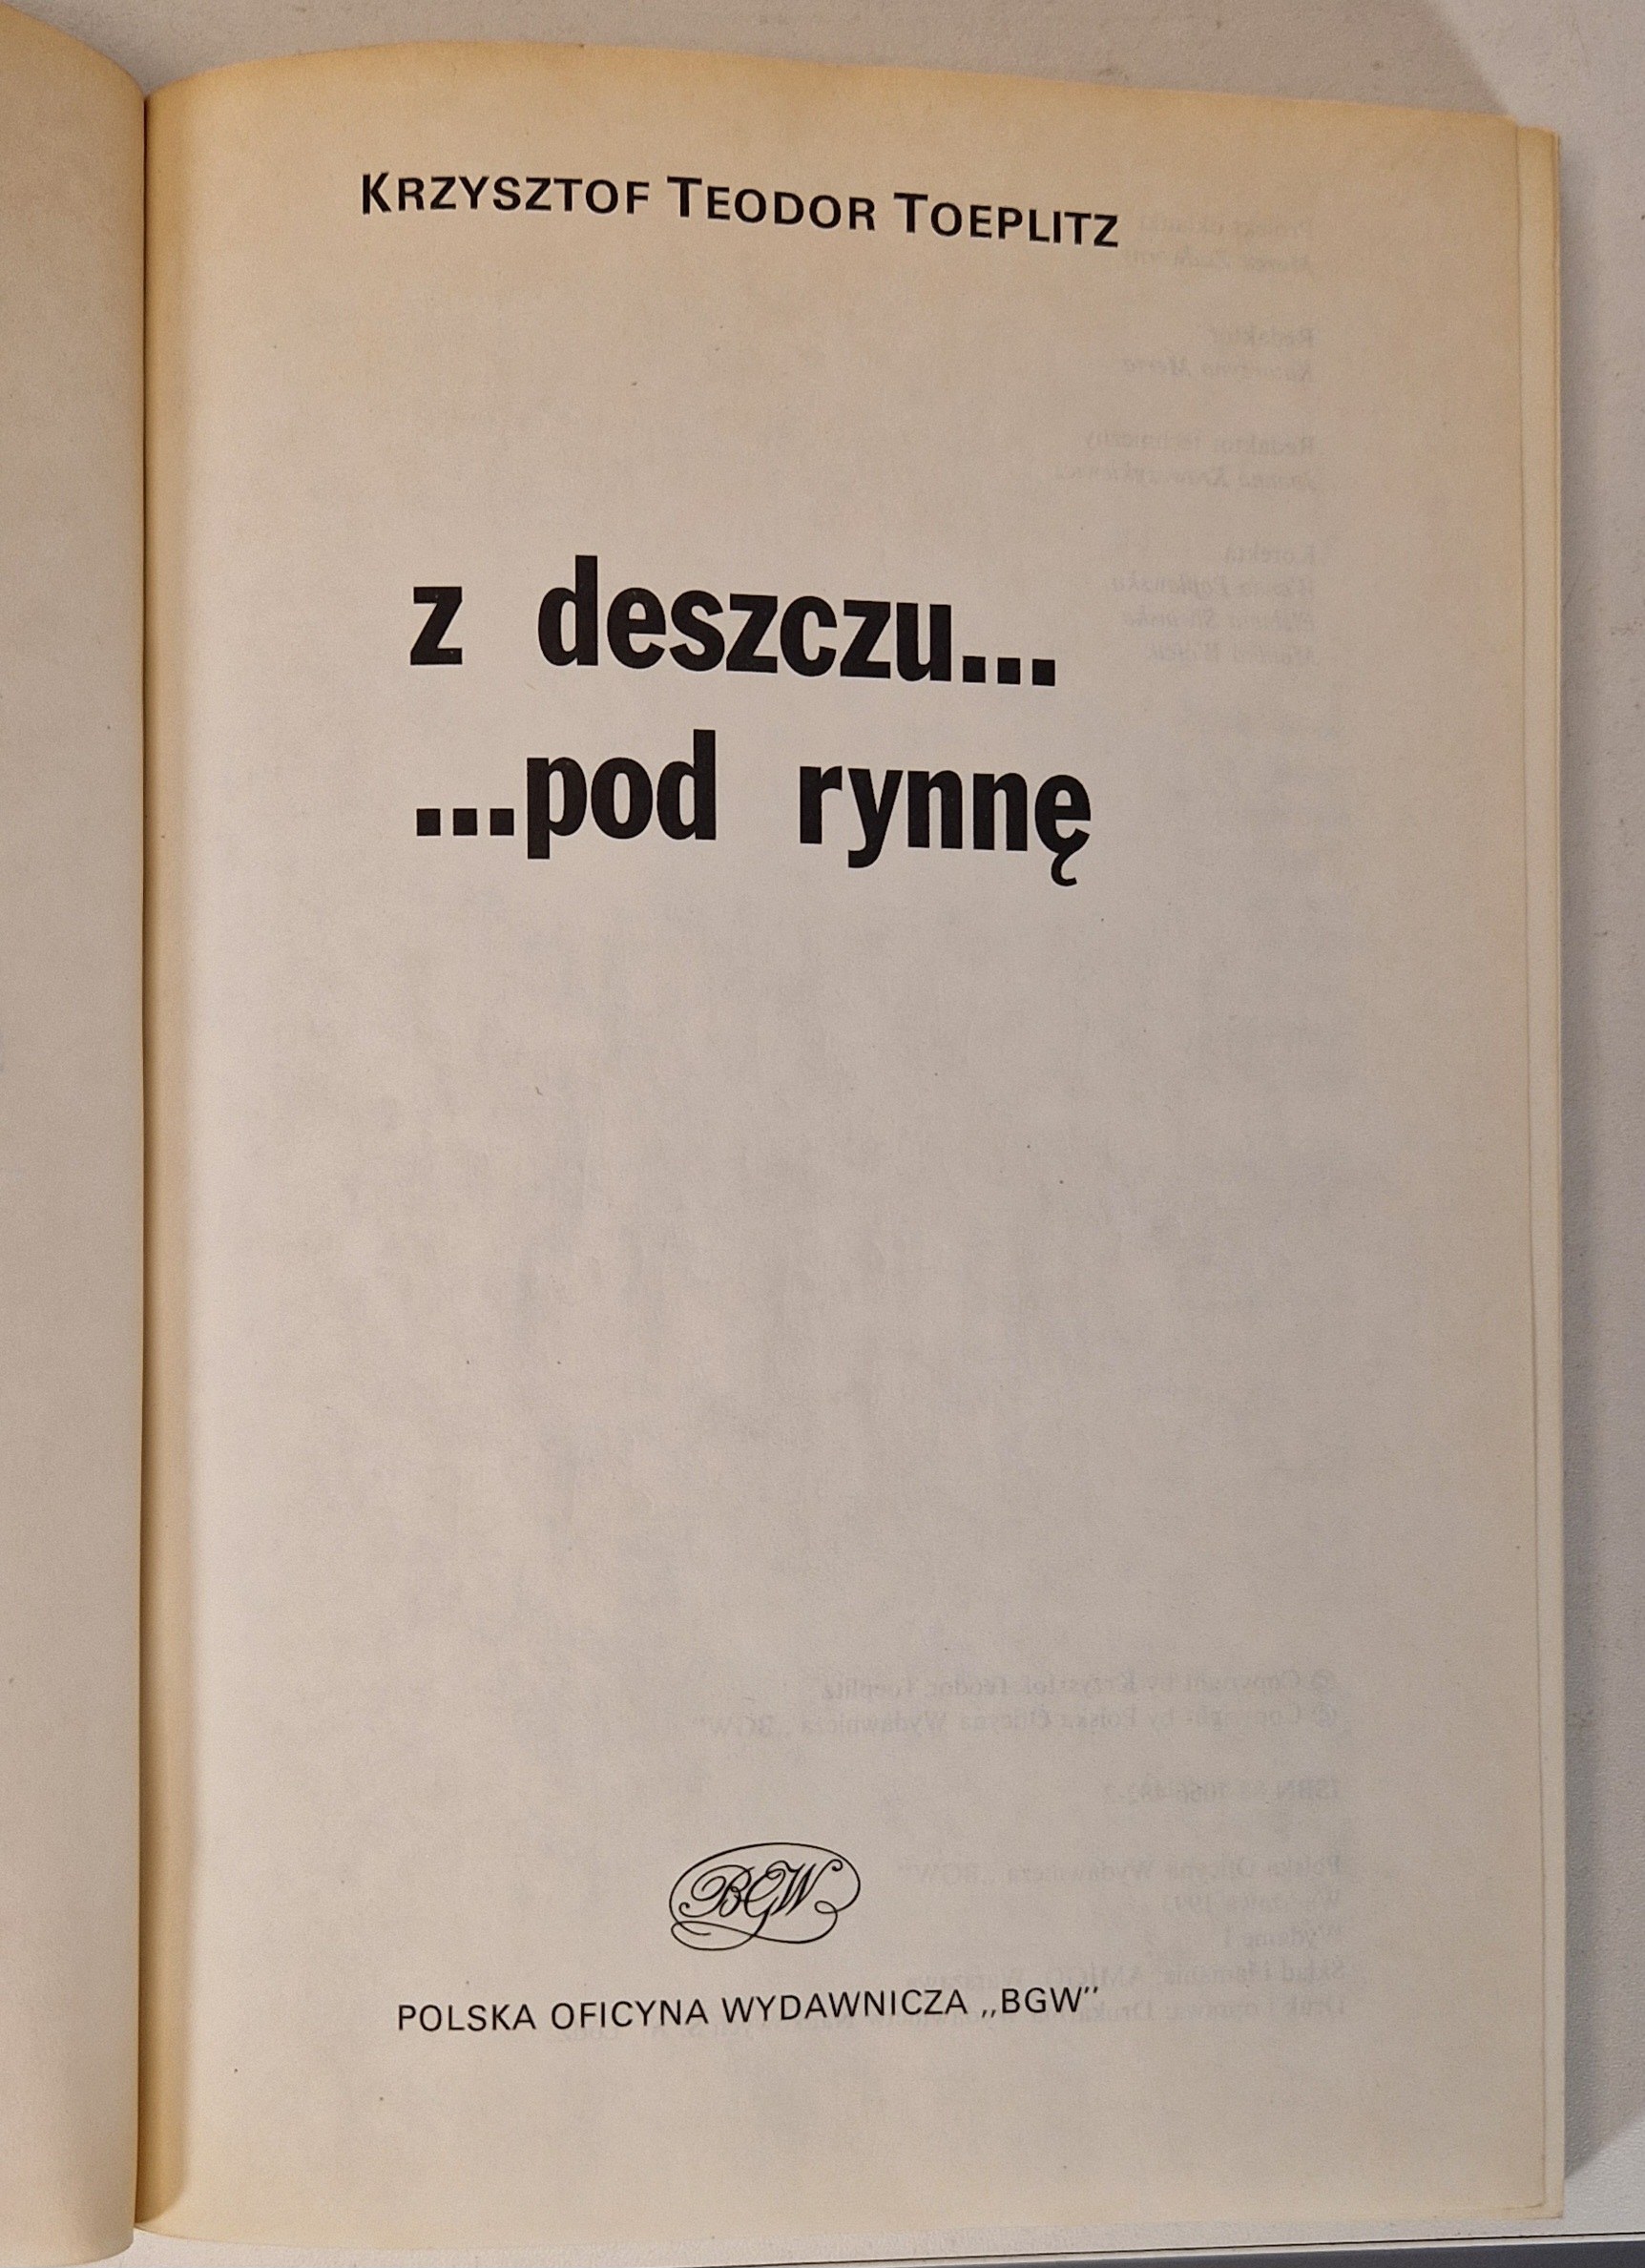 KRZYSZTOF TEODOR TOEPLITZ
z deszczu...
...pod rynnę
BGW
POLSKA OFICYNA WYDAWNICZA „BGW”